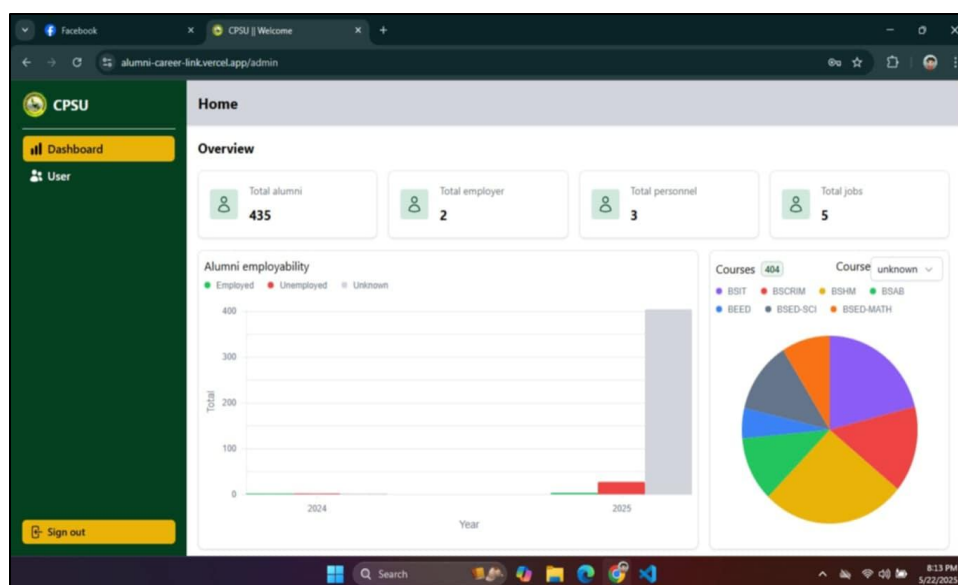 Facebook
CPSU || Welcome
alumni-career-link.vercel.app/admin
CPSU
Dashboard
User
Sign out
Home
Overview
Total alumni
435
Total employer
2
Total personnel
3
Total jobs
5
Alumni employability
Employed Unemployed Unknown
400
300
200
100
0
Total
2024 2025
Year
Courses 404 Course unknown
BSIT BSCRIM BSHM BSAB
BEED BSED-SCI BSED-MATH
Search
8:13 PM
5/22/2025